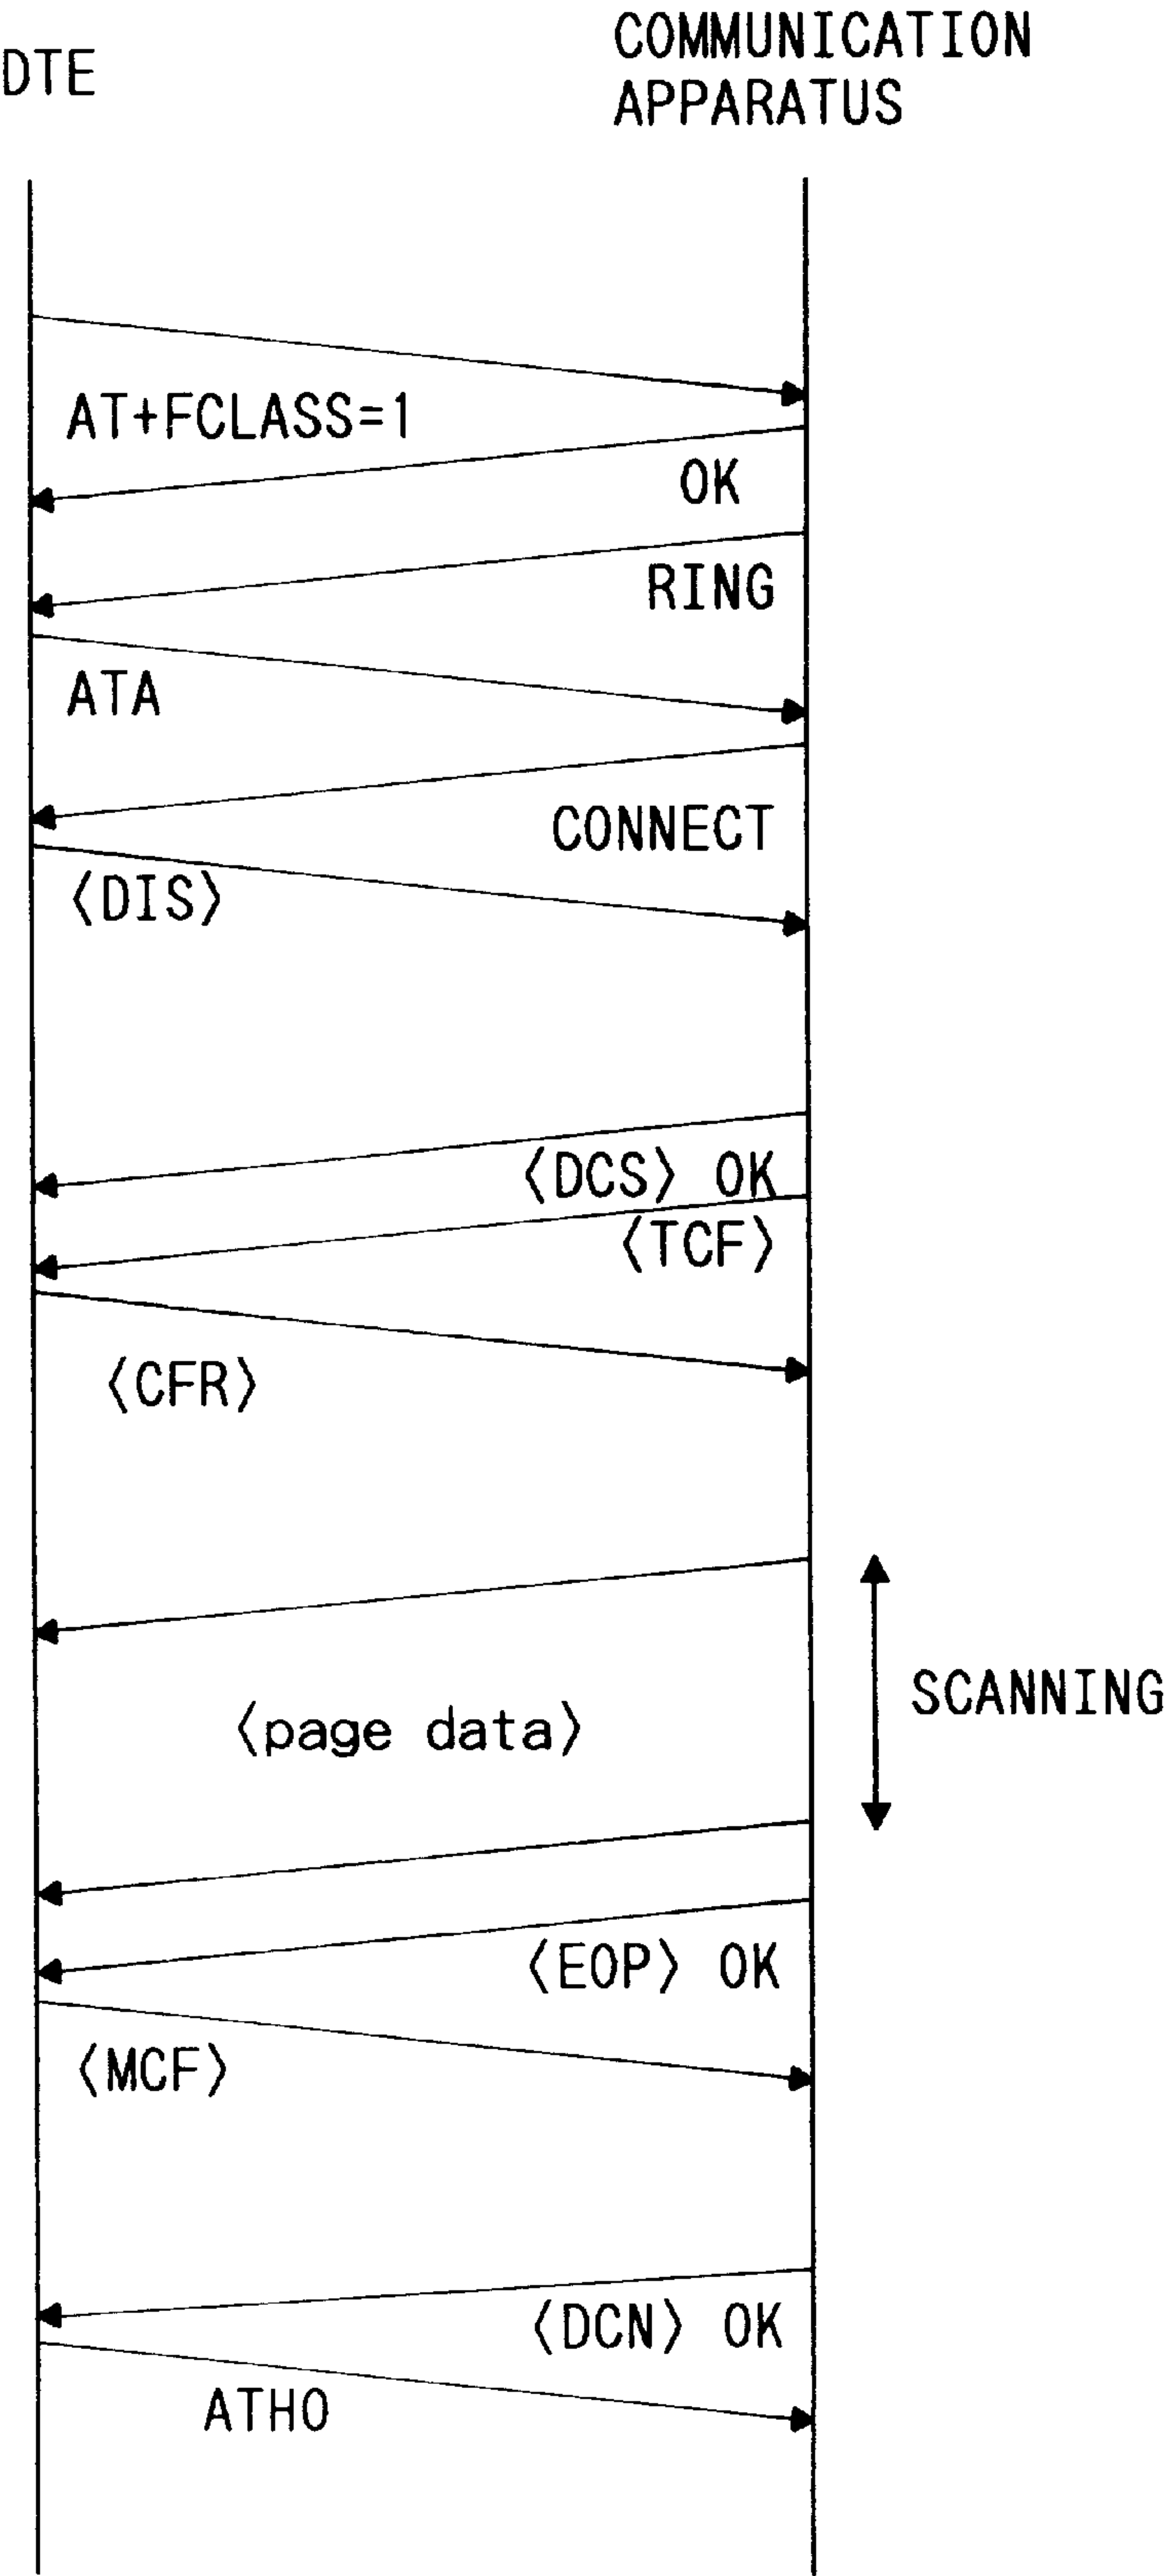 DTE
COMMUNICATION
APPARATUS
AT+FCLASS=1
OK
RING
ATA
CONNECT
〈DIS〉
〈DCS〉 OK
〈TCF〉
〈CFR〉
SCANNING
〈page data〉
〈EOP〉 OK
〈MCF〉
〈DCN〉 OK
ATH0